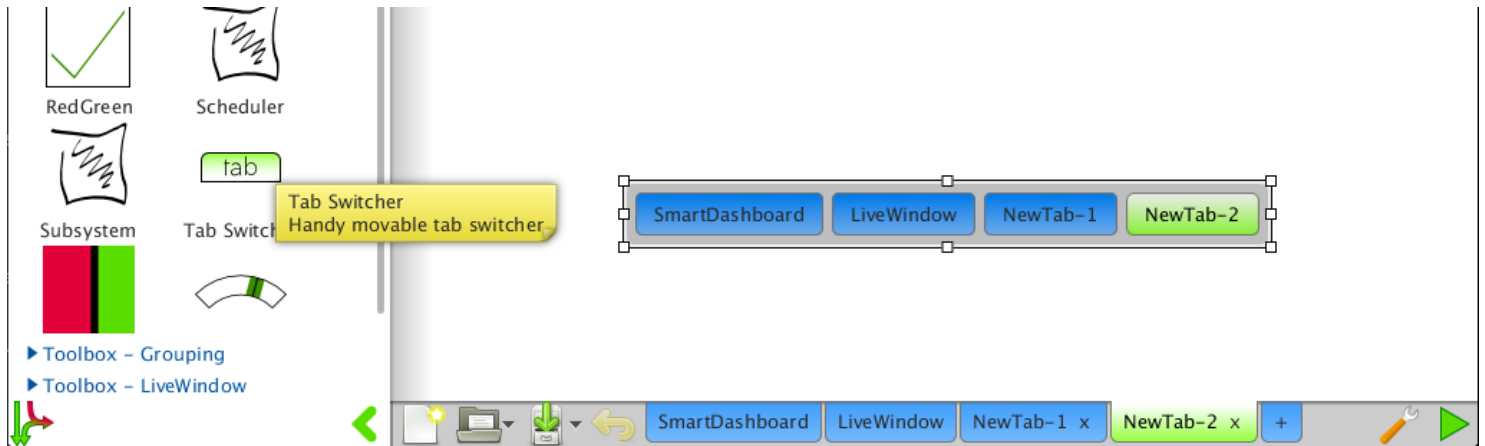 RedGreen
Scheduler
tab
Tab Switcher
Handy movable tab switcher
Subsystem
Tab Switch
Toolbox – Grouping
Toolbox – LiveWindow
SmartDashboard
LiveWindow
NewTab–1
NewTab–2
SmartDashboard
LiveWindow
NewTab–1 x
NewTab–2 x
+